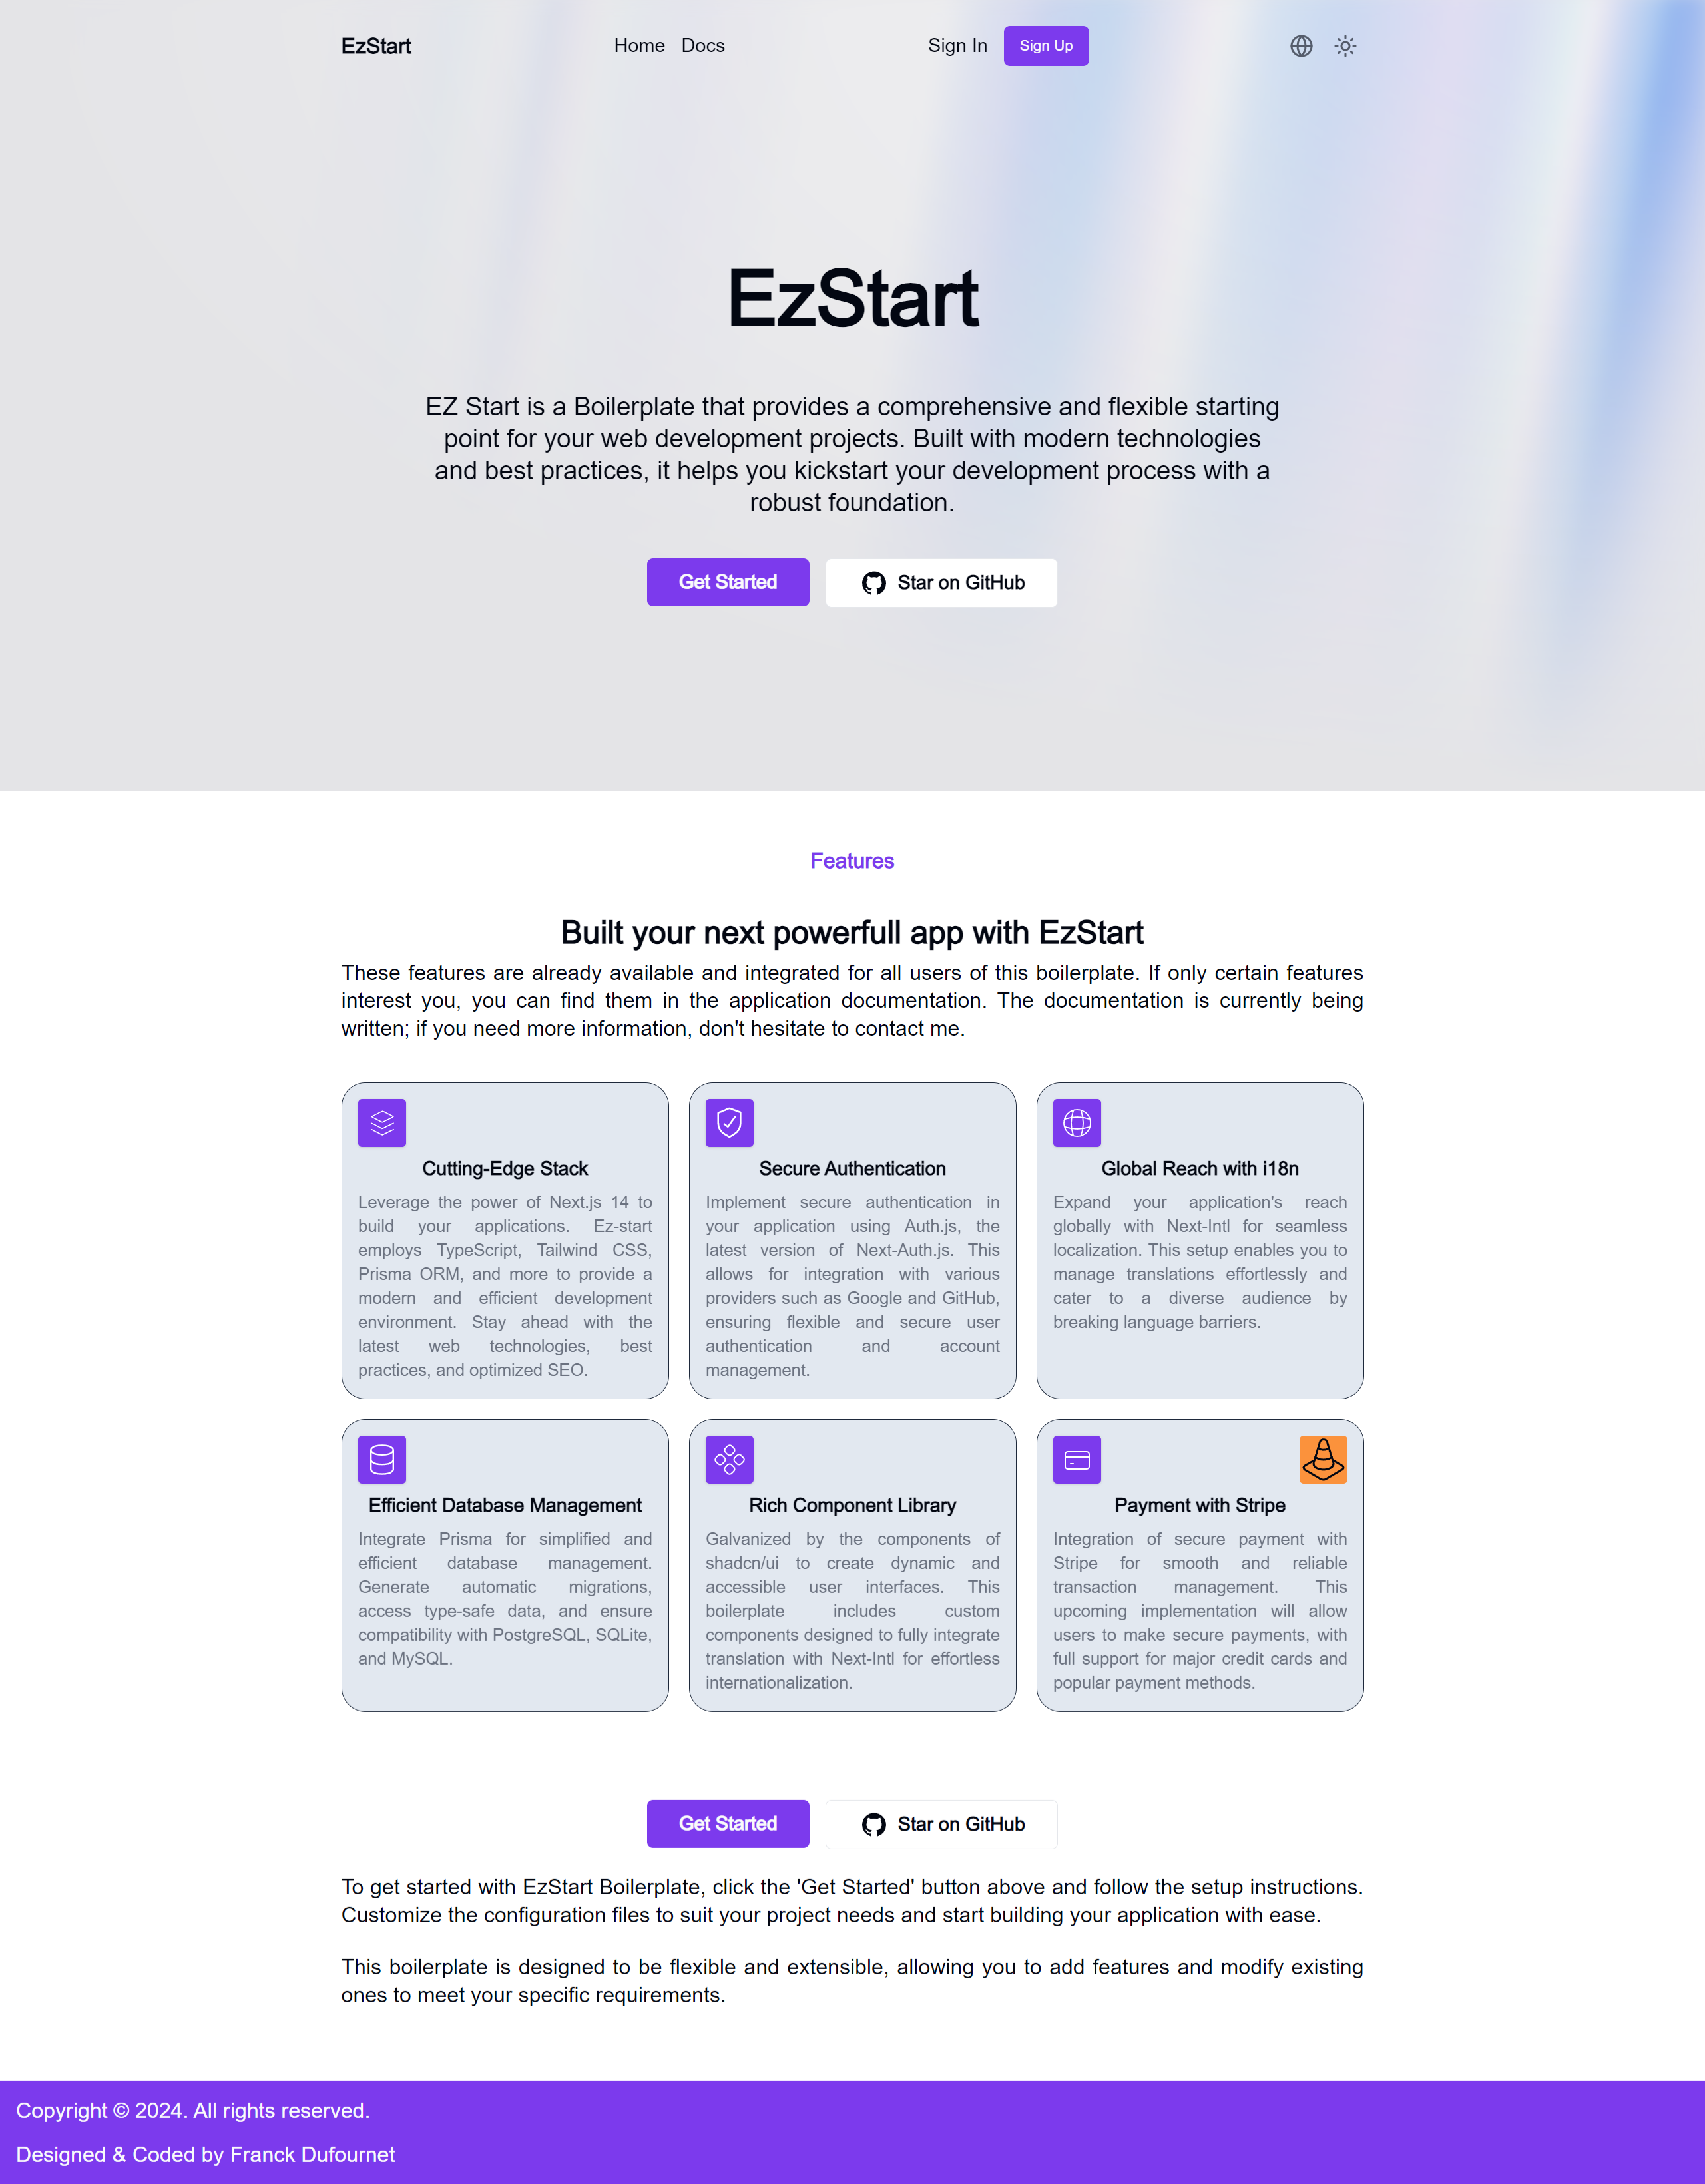 EzStart
Home Docs
Sign In Sign Up
EzStart
EZ Start is a Boilerplate that provides a comprehensive and flexible starting
point for your web development projects. Built with modern technologies
and best practices, it helps you kickstart your development process with a
robust foundation.
Get Started
Star on GitHub
Features
Built your next powerfull app with EzStart
These features are already available and integrated for all users of this boilerplate. If only certain features
interest you, you can find them in the application documentation. The documentation is currently being
written; if you need more information, don't hesitate to contact me.
Cutting-Edge Stack
Leverage the power of Next.js 14 to
build your applications. Ez-start
employs TypeScript, Tailwind CSS,
Prisma ORM, and more to provide a
modern and efficient development
environment. Stay ahead with the
latest web technologies, best
practices, and optimized SEO.
Secure Authentication
Implement secure authentication in
your application using Auth.js, the
latest version of Next-Auth.js. This
allows for integration with various
providers such as Google and GitHub,
ensuring flexible and secure user
authentication and account
management.
Global Reach with i18n
Expand your application's reach
globally with Next-Intl for seamless
localization. This setup enables you to
manage translations effortlessly and
cater to a diverse audience by
breaking language barriers.
Efficient Database Management
Integrate Prisma for simplified and
efficient database management.
Generate automatic migrations,
access type-safe data, and ensure
compatibility with PostgreSQL, SQLite,
and MySQL.
Rich Component Library
Galvanized by the components of
shadcn/ui to create dynamic and
accessible user interfaces. This
boilerplate includes custom
components designed to fully integrate
translation with Next-Intl for effortless
internationalization.
Payment with Stripe
Integration of secure payment with
Stripe for smooth and reliable
transaction management. This
upcoming implementation will allow
users to make secure payments, with
full support for major credit cards and
popular payment methods.
Get Started
Star on GitHub
To get started with EzStart Boilerplate, click the 'Get Started' button above and follow the setup instructions.
Customize the configuration files to suit your project needs and start building your application with ease.
This boilerplate is designed to be flexible and extensible, allowing you to add features and modify existing
ones to meet your specific requirements.
Copyright © 2024. All rights reserved.
Designed & Coded by Franck Dufournet